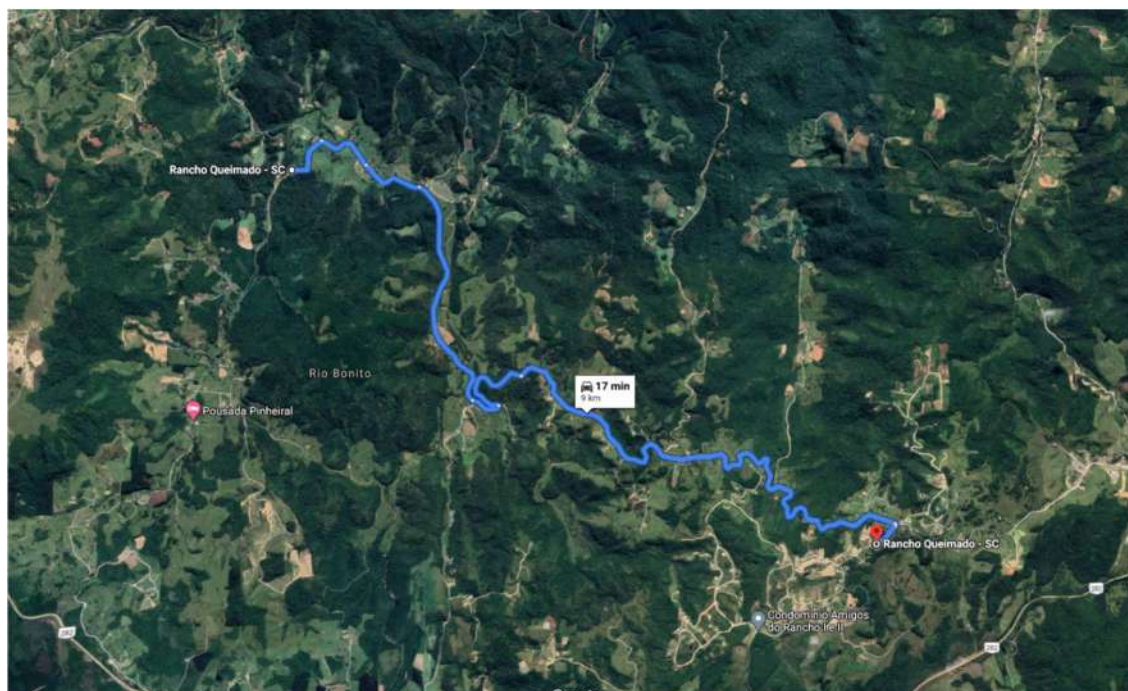 Rancho Queimado - SC
Rio Bonito
17 min
9 km
Pousada Pinheiral
Rancho Queimado - SC
282
Condomínio Amigos
do Rancho I e II
282
282